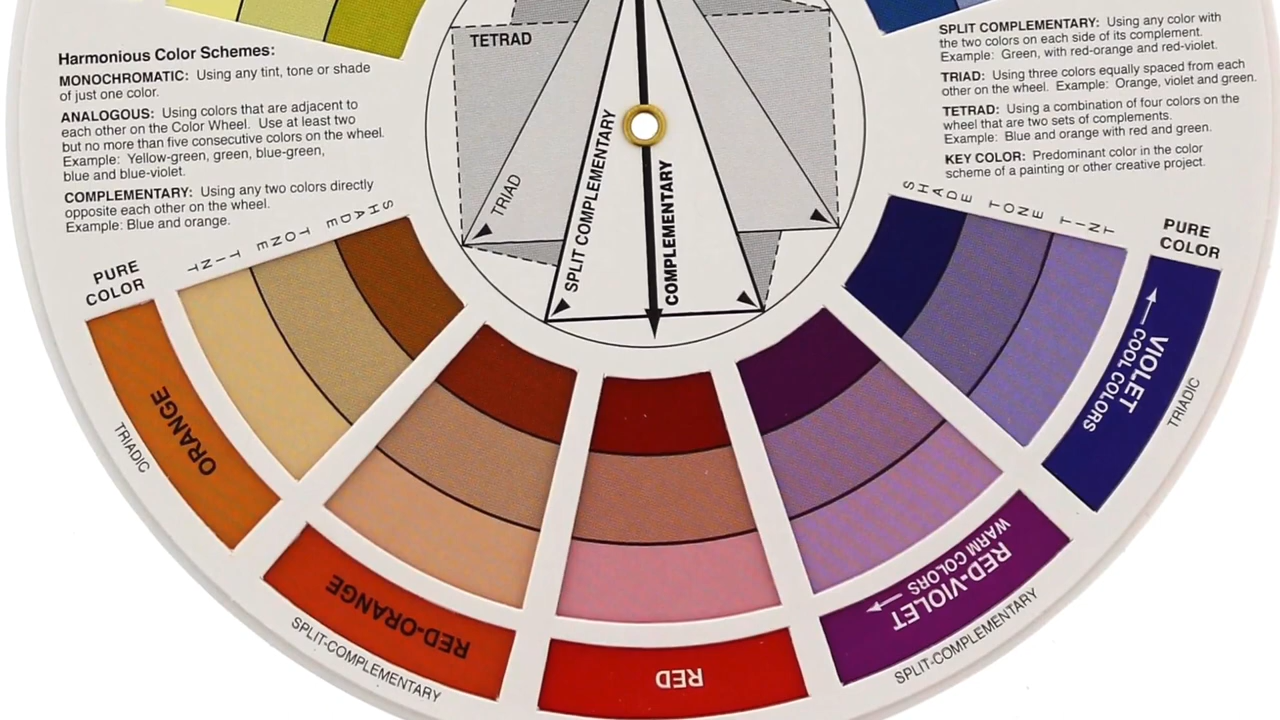 Harmonious Color Schemes:
MONOCHROMATIC: Using any tint, tone or shade
of just one color.
ANALOGOUS: Using colors that are adjacent to
each other on the Color Wheel. Use at least two
but no more than five consecutive colors on the wheel.
Example: Yellow-green, green, blue-green,
blue and blue-violet.
COMPLEMENTARY: Using any two colors directly
opposite each other on the wheel.
Example: Blue and orange.
TETRAD
TRIAD
SPLIT COMPLEMENTARY
COMPLEMENTARY
SPLIT COMPLEMENTARY: Using any color with
the two colors on each side of its complement.
Example: Green, with red-orange and red-violet.
TRIAD: Using three colors equally spaced from each
other on the wheel. Example: Orange, violet and green.
TETRAD: Using a combination of four colors on the
wheel that are two sets of complements.
Example: Blue and orange with red and green.
KEY COLOR: Predominant color in the color
scheme of a painting or other creative project.
TINT TONE SHADE
SHADE TONE TINT
PURE
COLOR
PURE
COLOR
ORANGE
TRIADIC
RED-ORANGE
SPLIT-COMPLEMENTARY
RED
RED-VIOLET
WARM COLORS
SPLIT-COMPLEMENTARY
VIOLET
COOL COLORS
TRIADIC